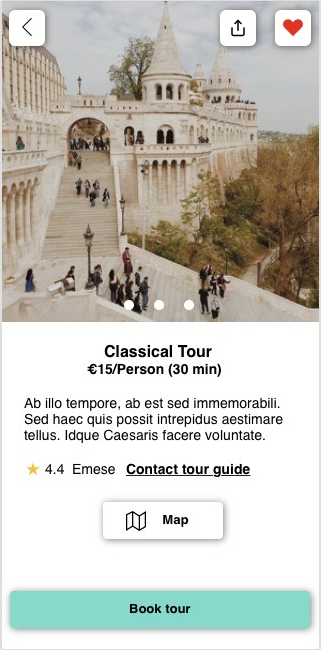 Classical Tour
€15/Person (30 min)
Ab illo tempore, ab est sed immemorabili.
Sed haec quis possit intrepidus aestimare
tellus. Idque Caesaris facere voluntate.
4.4 Emese Contact tour guide
Map
Book tour